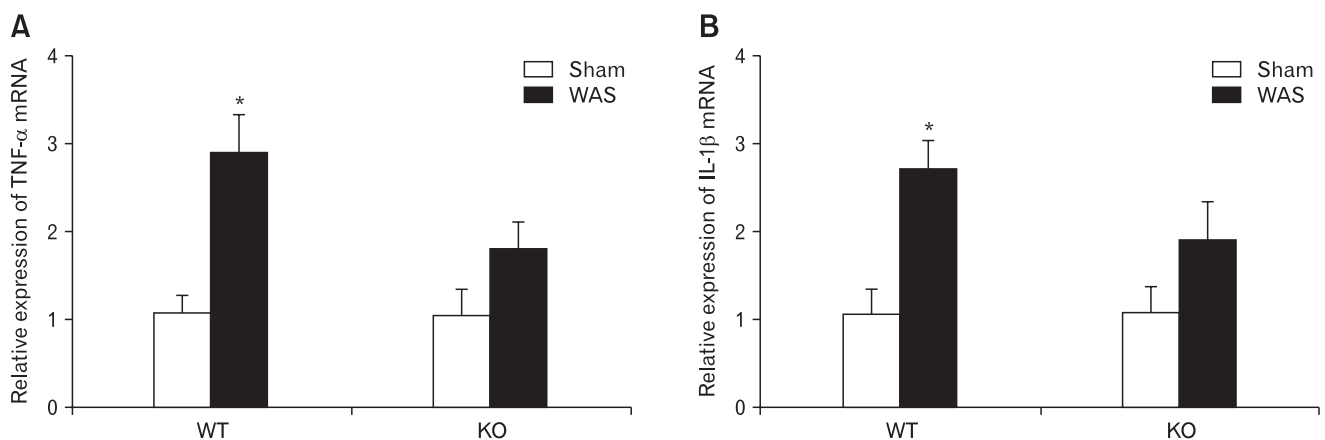 A
Relative expression of TNF-α mRNA
4
3
2
1
0
*
Sham
WAS
WT
KO
B
Relative expression of IL-1β mRNA
4
3
2
1
0
*
Sham
WAS
WT
KO